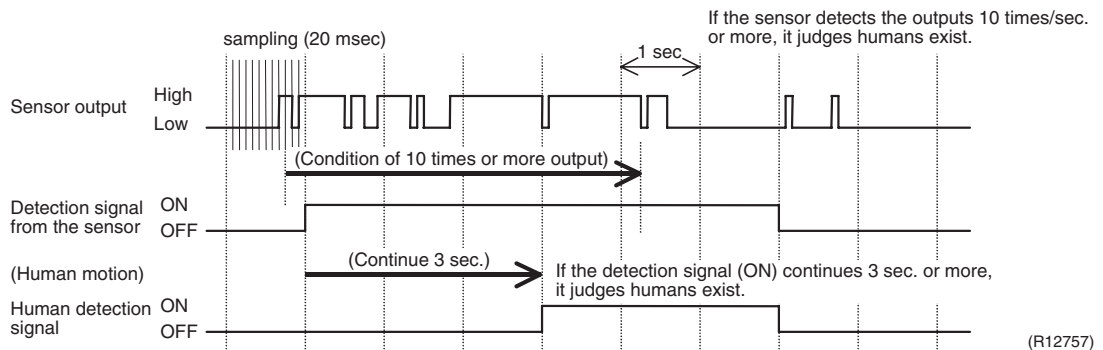 If the sensor detects the outputs 10 times/sec.
or more, it judges humans exist.
sampling (20 msec)
1 sec
Sensor output
High
Low
(Condition of 10 times or more output)
Detection signal
from the sensor
ON
OFF
(Human motion)
(Continue 3 sec.)
If the detection signal (ON) continues 3 sec. or more,
it judges humans exist.
Human detection
signal
ON
OFF
(R12757)